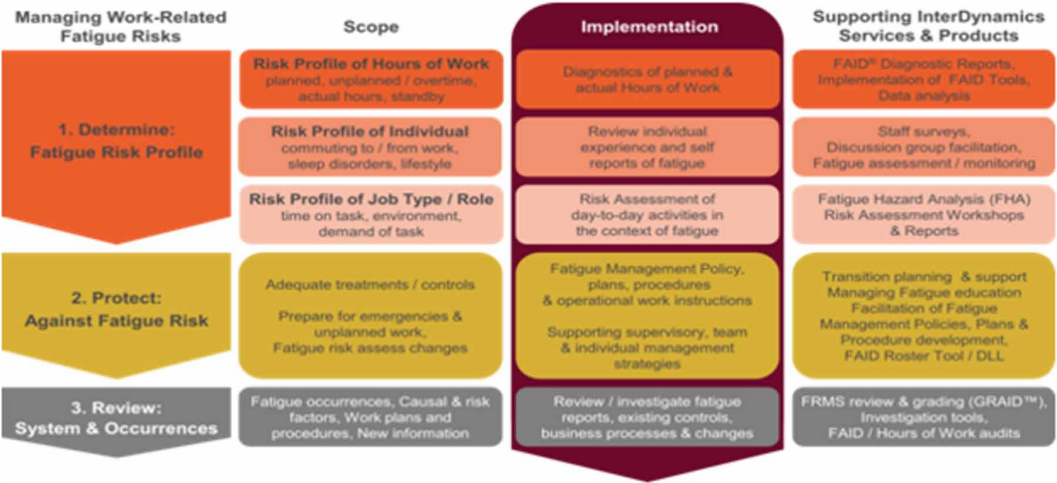 Managing Work-Related
Fatigue Risks
Scope
Implementation
Supporting InterDynamics
Services & Products
1. Determine:
Fatigue Risk Profile
Risk Profile of Hours of Work
planned, unplanned / overtime,
actual hours, standby
Diagnostics of planned &
actual Hours of Work
FAID® Diagnostic Reports,
Implementation of FAID Tools,
Data analysis
Risk Profile of Individual
commuting to / from work,
sleep disorders, lifestyle
Review individual
experience and self
reports of fatigue
Staff surveys,
Discussion group facilitation,
Fatigue assessment / monitoring
Risk Profile of Job Type / Role
time on task, environment,
demand of task
Risk Assessment of
day-to-day activities in
the context of fatigue
Fatigue Hazard Analysis (FHA)
Risk Assessment Workshops
& Reports
2. Protect:
Against Fatigue Risk
Adequate treatments / controls
Prepare for emergencies &
unplanned work,
Fatigue risk assess changes
Fatigue Management Policy,
plans, procedures
& operational work instructions
Supporting supervisory, team
& individual management
strategies
Transition planning & support
Managing Fatigue education
Facilitation of Fatigue
Management Policies, Plans &
Procedure development,
FAID Roster Tool / DLL
3. Review:
System & Occurrences
Fatigue occurrences, Causal & risk
factors, Work plans and
procedures, New information
Review / investigate fatigue
reports, existing controls,
business processes & changes
FRMS review & grading (GRAID™),
Investigation tools,
FAID / Hours of Work audits